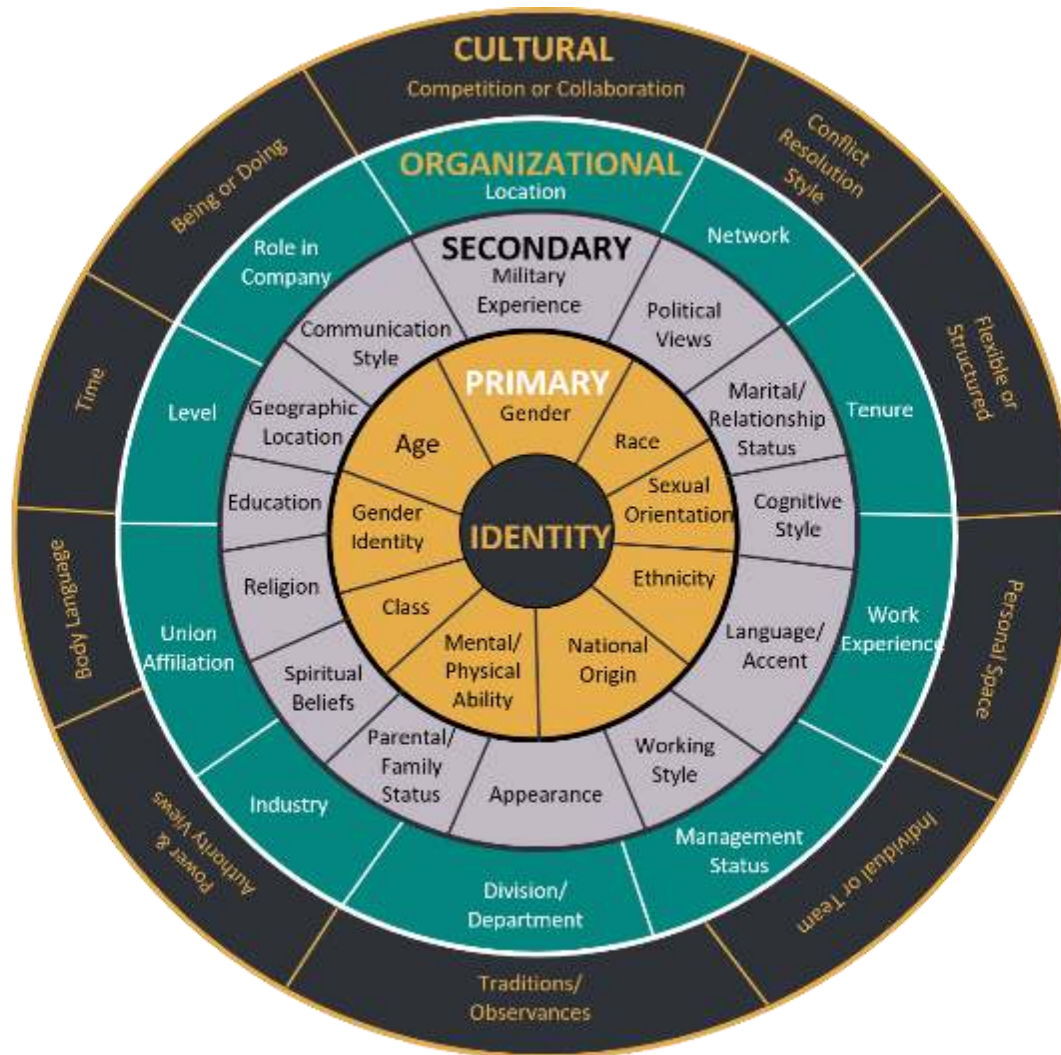 CULTURAL
Competition or Collaboration
Conflict
Resolution
Style
Flexible or
Structured
Personal Space
Individual or Team
Traditions/
Observances
Power &
Authority Views
Body Language
Time
Being or Doing
ORGANIZATIONAL
Location
Network
Tenure
Work
Experience
Management
Status
Division/
Department
Industry
Union
Affiliation
Level
Role in
Company
SECONDARY
Military
Experience
Political
Views
Marital/
Relationship
Status
Cognitive
Style
Language/
Accent
Working
Style
Appearance
Parental/
Family
Status
Spiritual
Beliefs
Religion
Education
Geographic
Location
Communication
Style
PRIMARY
Gender
Race
Sexual
Orientation
Ethnicity
National
Origin
Mental/
Physical
Ability
Class
Gender
Identity
Age
IDENTITY